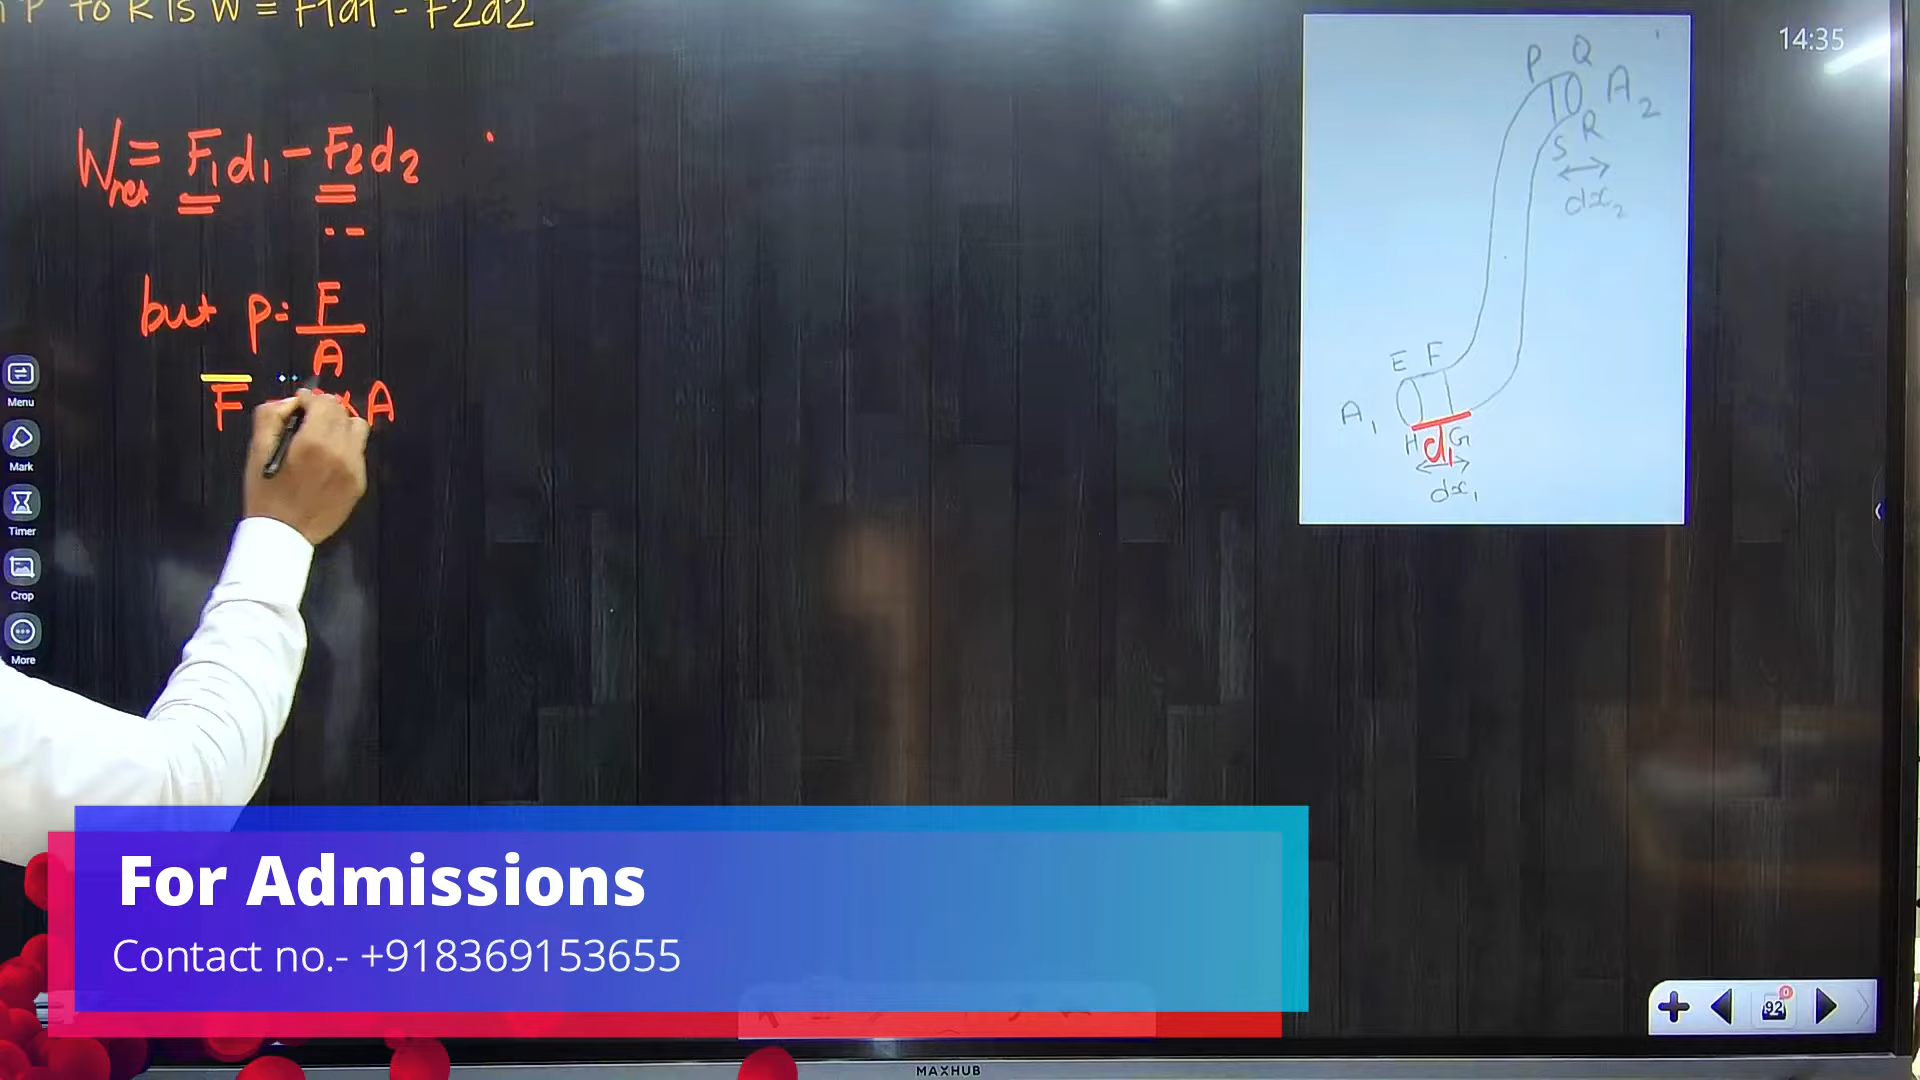 P to R is W = F1d1 - F2d2
14:35
Wnet = F1d1 - F2d2
but P = F
A
F = A
P Q
A2
R
S
dx2
E F
A1
H d1 G
dx1
Menu
Mark
Timer
Crop
More
For Admissions
Contact no.- +918369153655
92
0
MAXHUB